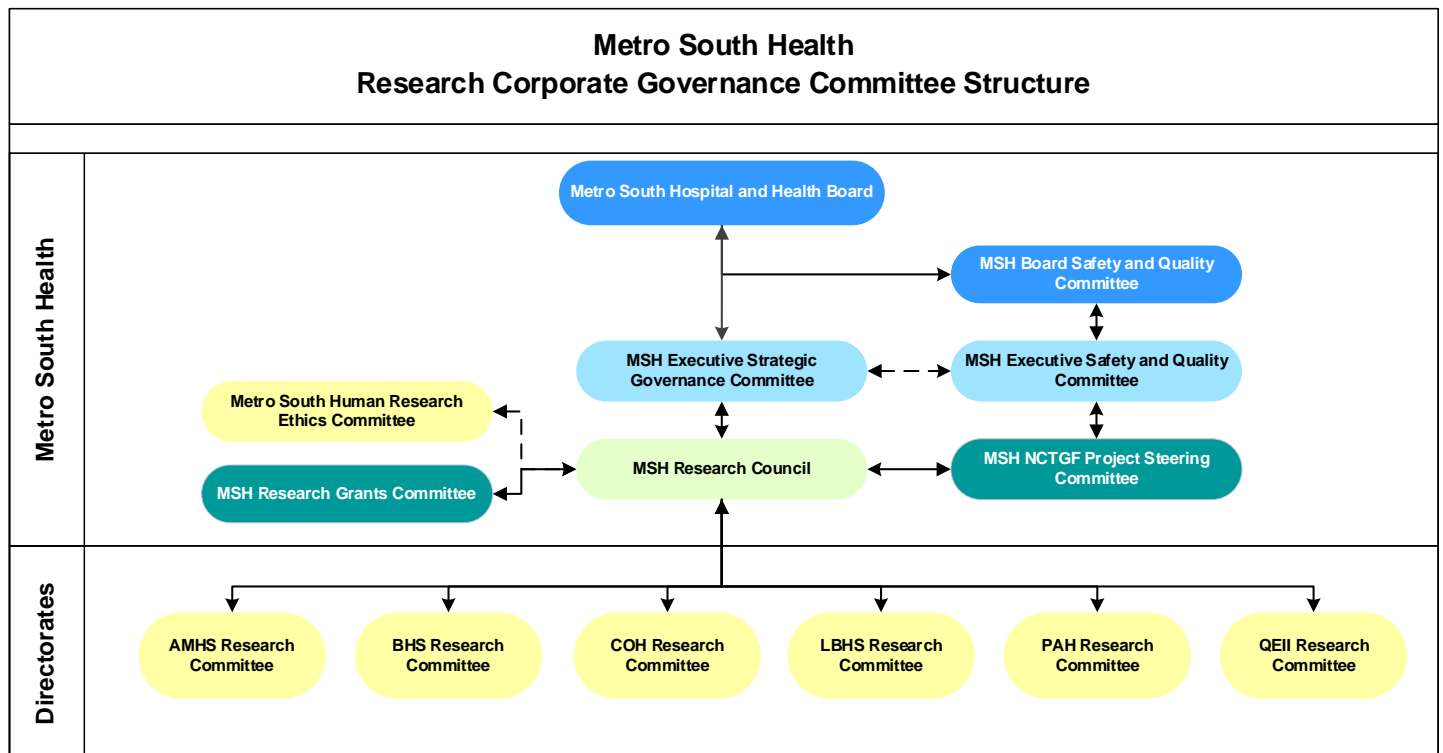 Metro South Health
Research Corporate Governance Committee Structure
Metro South Health
Metro South Hospital and Health Board
MSH Board Safety and Quality
Committee
MSH Executive Strategic
Governance Committee
MSH Executive Safety and Quality
Committee
Metro South Human Research
Ethics Committee
MSH Research Council
MSH NCTGF Project Steering
Committee
MSH Research Grants Committee
Directorates
AMHS Research
Committee
BHS Research
Committee
COH Research
Committee
LBHS Research
Committee
PAH Research
Committee
QEII Research
Committee